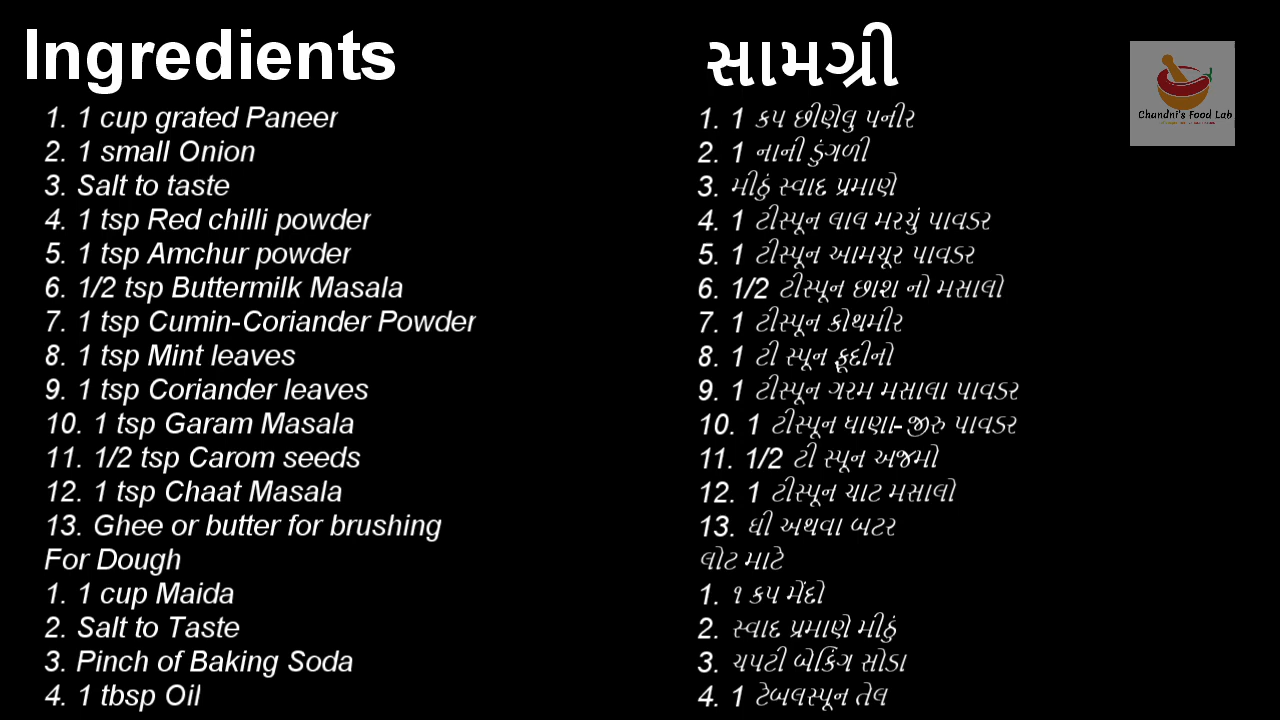 Ingredients
1. 1 cup grated Paneer
2. 1 small Onion
3. Salt to taste
4. 1 tsp Red chilli powder
5. 1 tsp Amchur powder
6. 1/2 tsp Buttermilk Masala
7. 1 tsp Cumin-Coriander Powder
8. 1 tsp Mint leaves
9. 1 tsp Coriander leaves
10. 1 tsp Garam Masala
11. 1/2 tsp Carom seeds
12. 1 tsp Chaat Masala
13. Ghee or butter for brushing
For Dough
1. 1 cup Maida
2. Salt to Taste
3. Pinch of Baking Soda
4. 1 tbsp Oil
સામગ્રી
1. 1 કપ છીણેલુ પનીર
2. 1 નાની ડુંગળી
3. મીઠું સ્વાદ પ્રમાણે
4. 1 ટીસ્પૂન લાલ મરચું પાવડર
5. 1 ટીસ્પૂન આમચૂર પાવડર
6. 1/2 ટીસ્પૂન છાશ નો મસાલો
7. 1 ટીસ્પૂન કોથમીર
8. 1 ટી સ્પૂન ફૂદીનો
9. 1 ટીસ્પૂન ગરમ મસાલા પાવડર
10. 1 ટીસ્પૂન ધાણા-જીરુ પાવડર
11. 1/2 ટી સ્પૂન અજમો
12. 1 ટીસ્પૂન ચાટ મસાલો
13. ઘી અથવા બટર
લોટ માટે
1. ૧ કપ મેંદો
2. સ્વાદ પ્રમાણે મીઠું
3. ચપટી બેકિંગ સોડા
4. 1 ટેબલસ્પૂન તેલ
Chandni's Food Lab